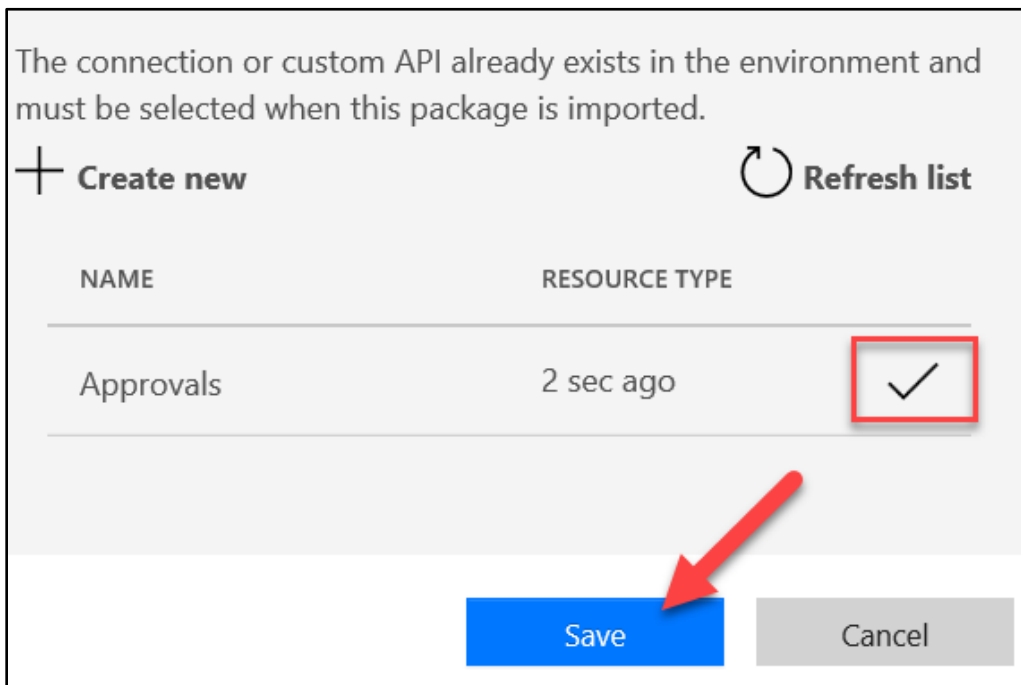 The connection or custom API already exists in the environment and
must be selected when this package is imported.
Create new Refresh list
NAME RESOURCE TYPE
Approvals 2 sec ago
Save Cancel